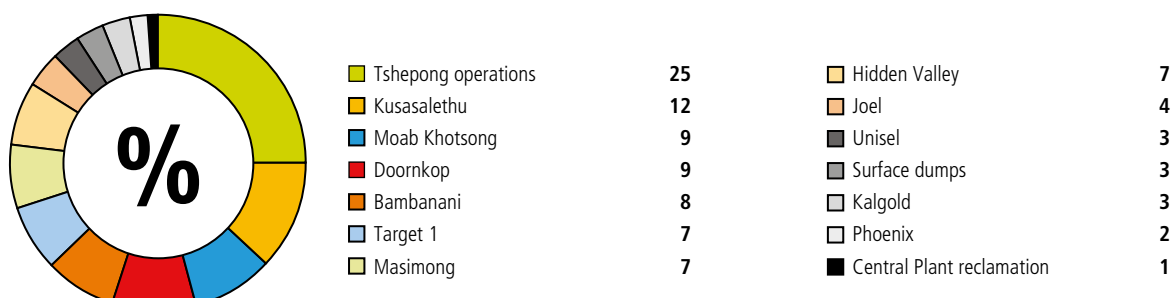 %
Tshepong operations 25
Kusasalethu 12
Moab Khotsong 9
Doornkop 9
Bambanani 8
Target 1 7
Masimong 7
Hidden Valley 7
Joel 4
Unisel 3
Surface dumps 3
Kalgold 3
Phoenix 2
Central Plant reclamation 1